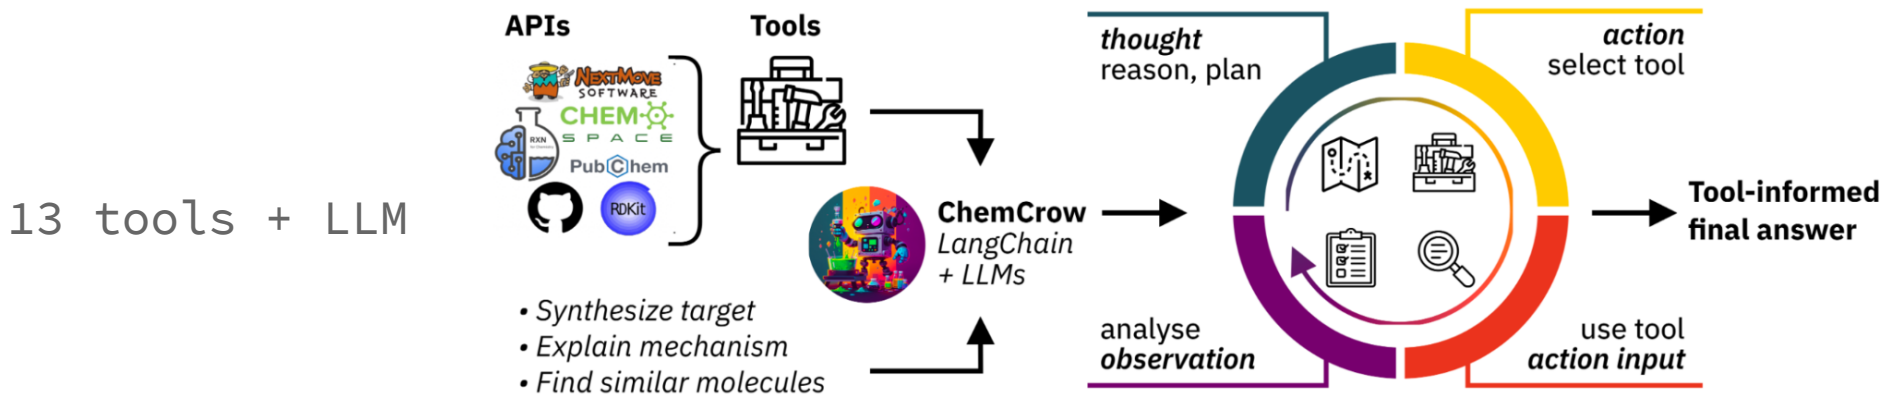 13 tools + LLM
APIs
NEXTMOVE
SOFTWARE
CHEM
SPACE
RXN
PubChem
RDKit
Tools
• Synthesize target
• Explain mechanism
• Find similar molecules
ChemCrow
LangChain
+ LLMs
thought
reason, plan
action
select tool
analyse
observation
use tool
action input
Tool-informed
final answer